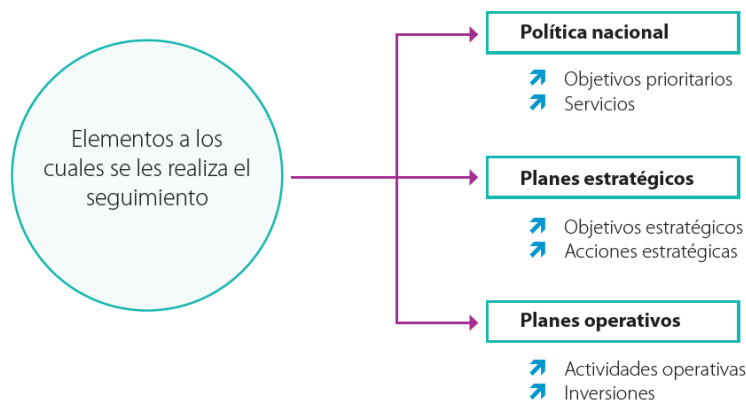 Elementos a los
cuales se les realiza el
seguimiento
Política nacional
Objetivos prioritarios
Servicios
Planes estratégicos
Objetivos estratégicos
Acciones estratégicas
Planes operativos
Actividades operativas
Inversiones